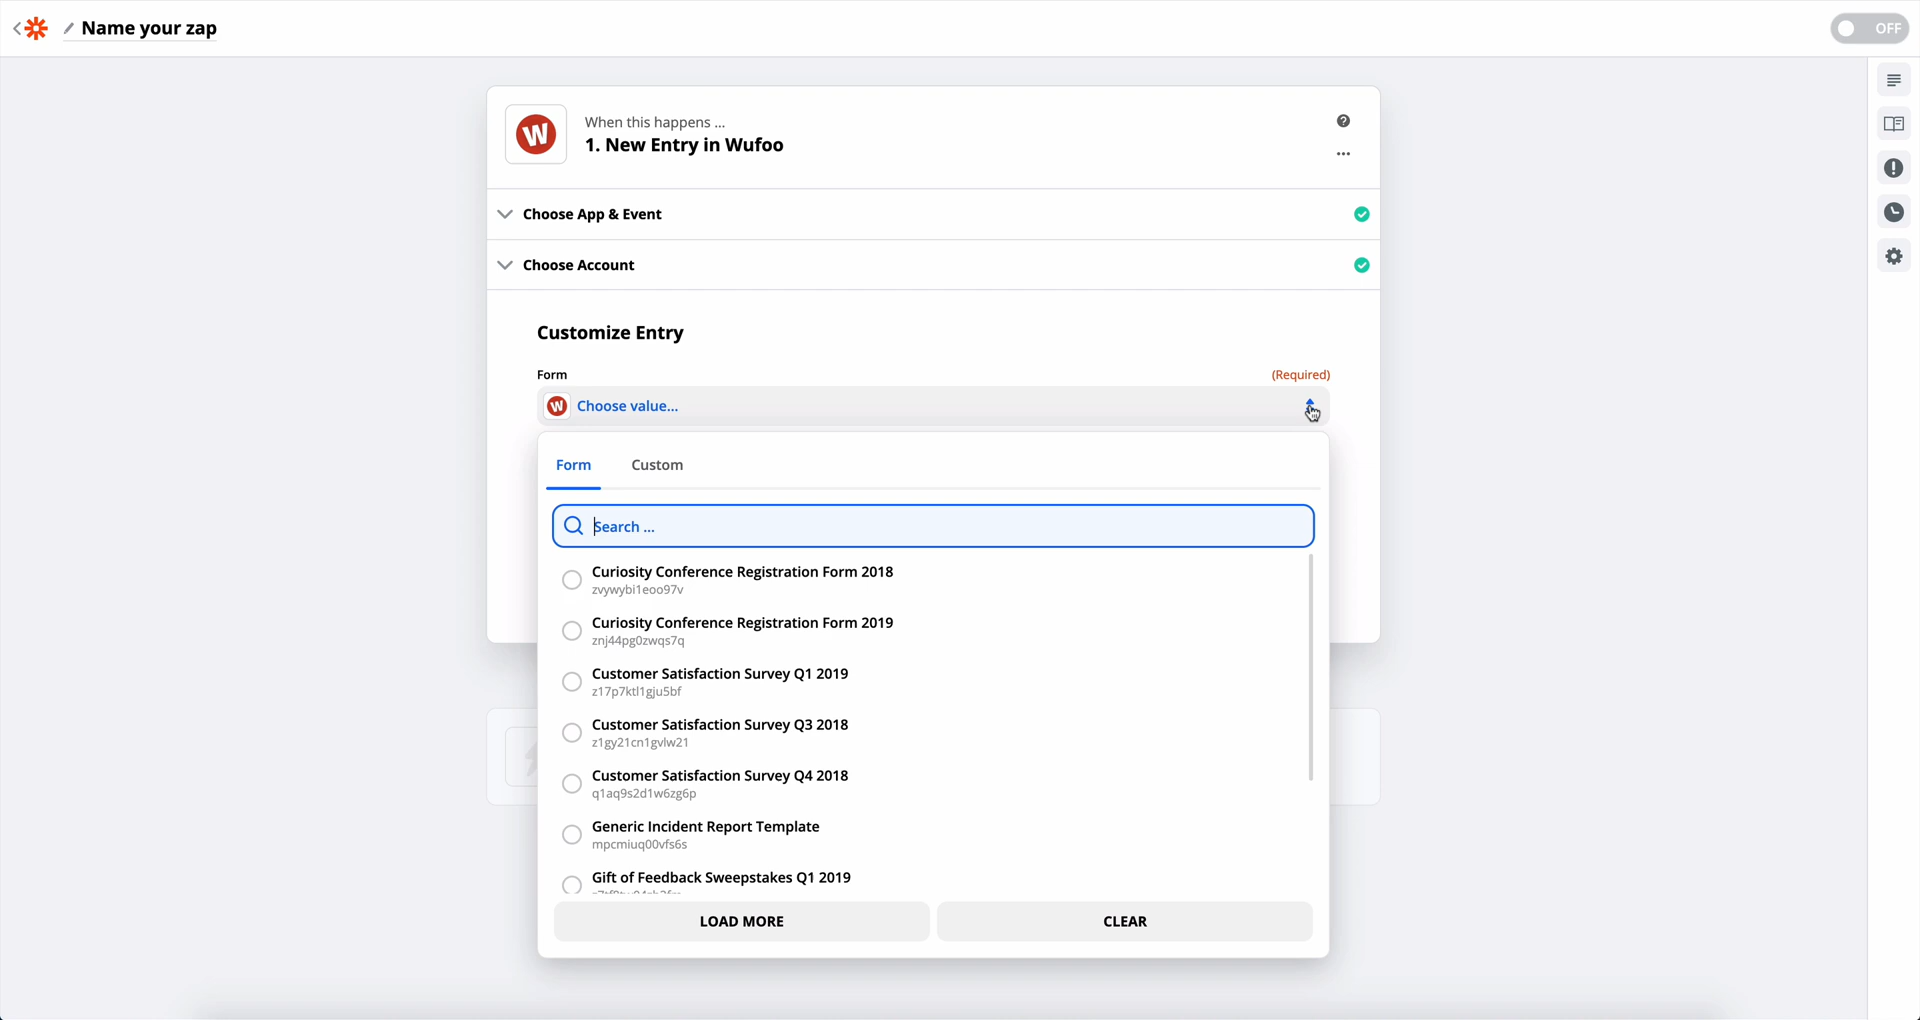 Name your zap
OFF
When this happens ...
1. New Entry in Wufoo
Choose App & Event
Choose Account
Customize Entry
Form
(Required)
Choose value...
Form
Custom
Search ...
Curiosity Conference Registration Form 2018
zvywybi1eoo97v
Curiosity Conference Registration Form 2019
znj44pg0zwqs7q
Customer Satisfaction Survey Q1 2019
z17p7ktl1gju5bf
Customer Satisfaction Survey Q3 2018
z1gy21cn1gvlw21
Customer Satisfaction Survey Q4 2018
q1aq9s2d1w6zg6p
Generic Incident Report Template
mpcmiuq00vfs6s
Gift of Feedback Sweepstakes Q1 2019
LOAD MORE
CLEAR